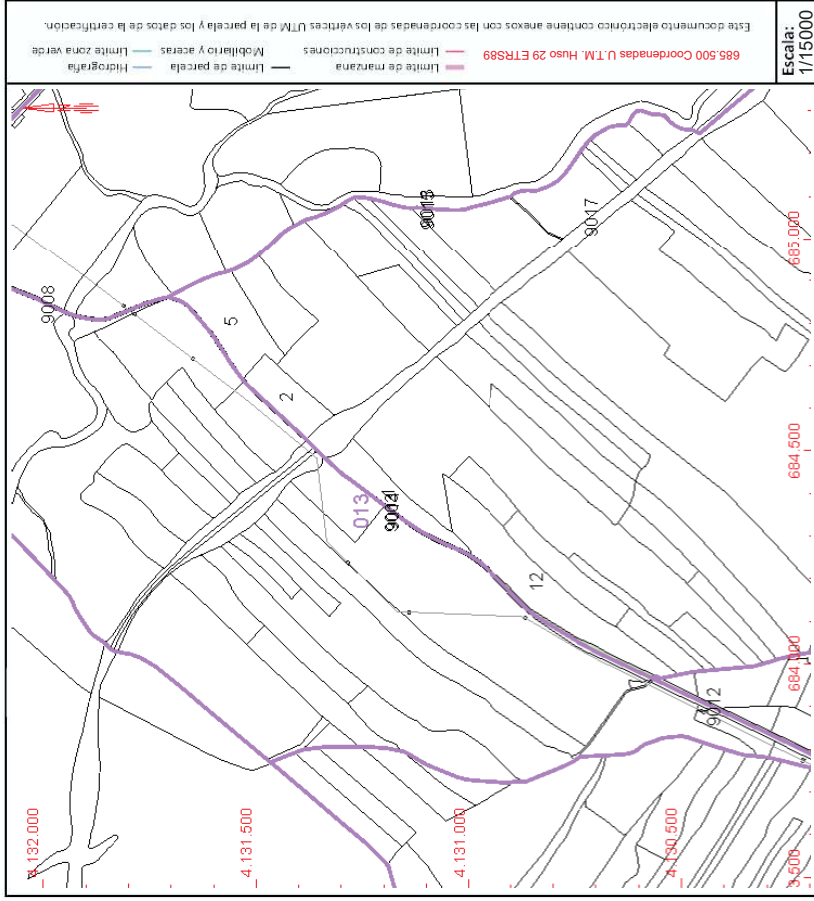 Este documento electrónico contiene anexos con las coordenadas de los vértices UTM de la parcela y los datos de la certificación.
685.500 Coordenadas U.T.M. Huso 29 ETRS89
Límite de manzana
Límite de construcciones
Límite de parcela
Mobiliario y aceras
Hidrografía
Límite zona verde
Escala:
1/15000
4.132.000
4.131.500
4.131.000
4.130.500
685.000
684.500
684.000
3.500
9008
5
2
013
9017
12
9012